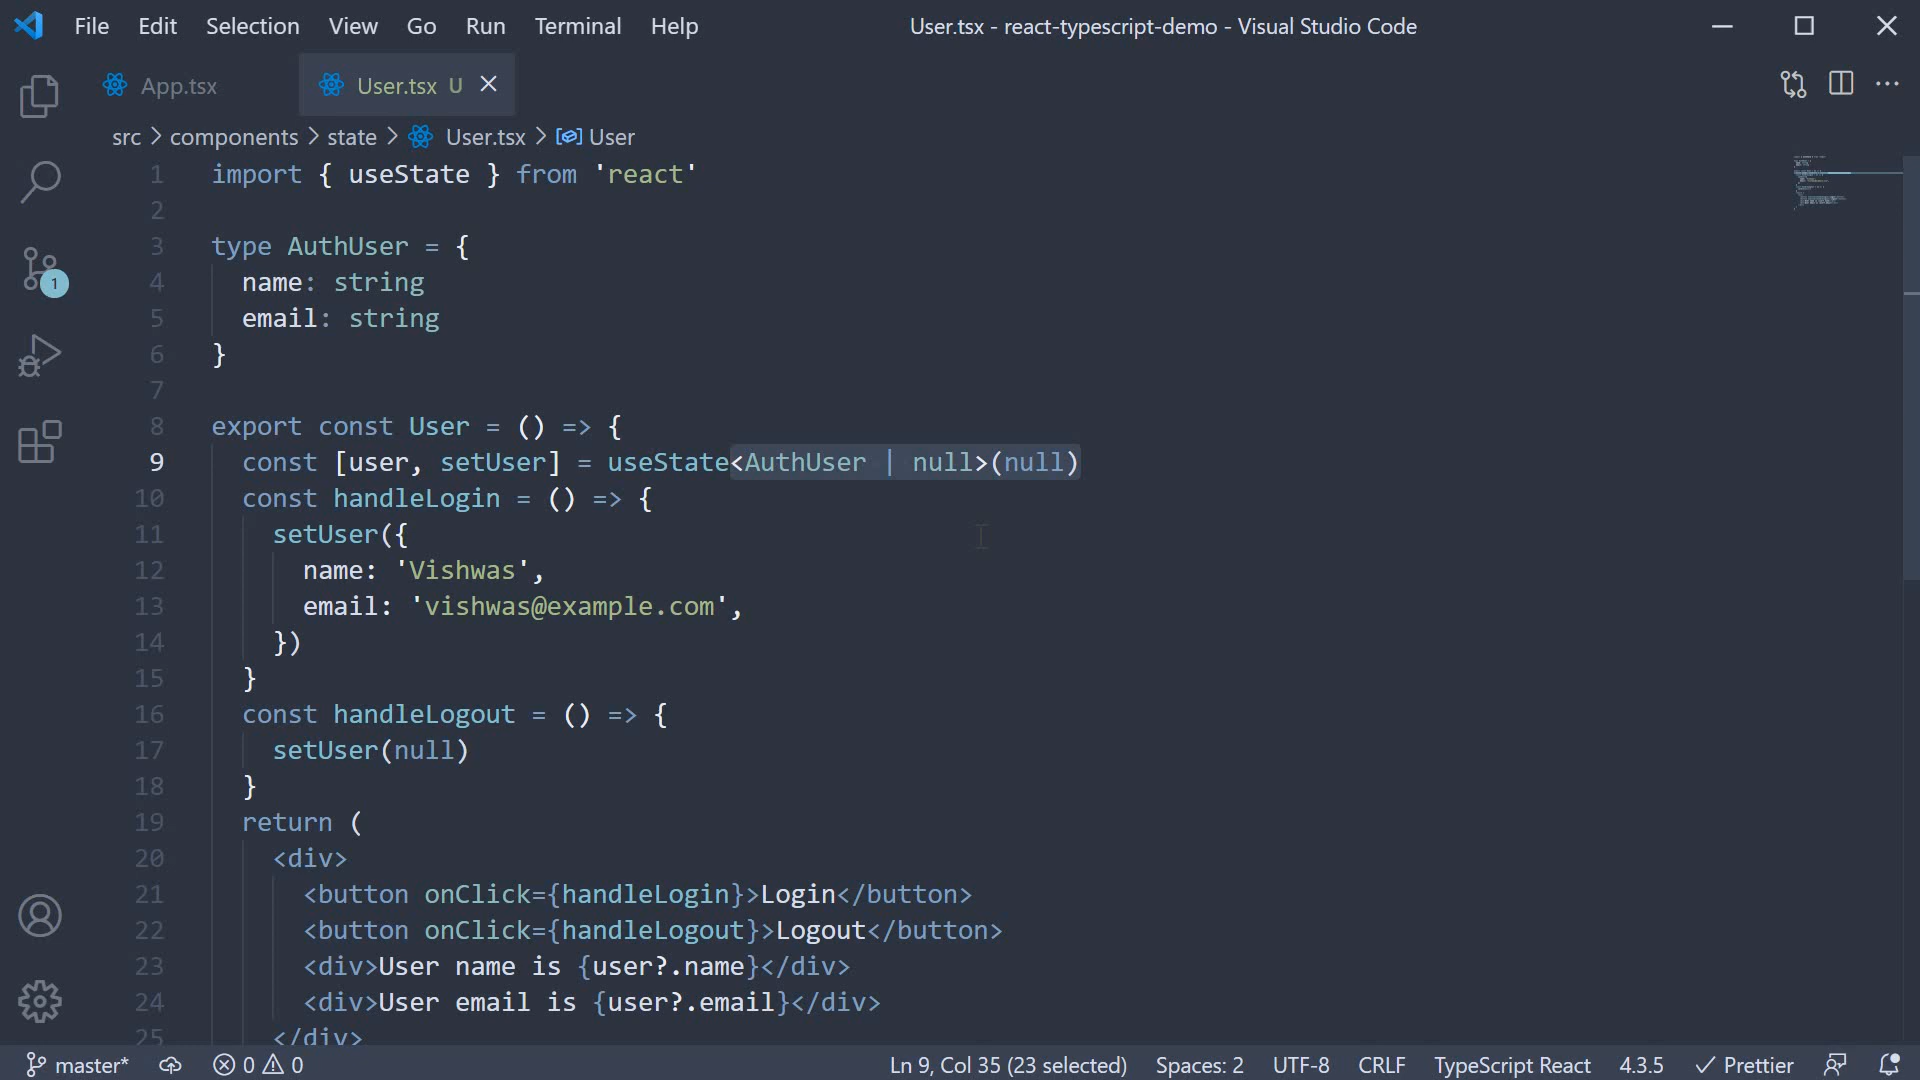 File Edit Selection View Go Run Terminal Help User.tsx - react-typescript-demo - Visual Studio Code
App.tsx User.tsx U
src > components > state > User.tsx > User
1 import { useState } from 'react'
2
3 type AuthUser = {
4 name: string
5 email: string
6 }
7
8 export const User = () => {
9 const [user, setUser] = useState<AuthUser | null>(null)
10 const handleLogin = () => {
11 setUser({
12 name: 'Vishwas',
13 email: 'vishwas@example.com',
14 })
15 }
16 const handleLogout = () => {
17 setUser(null)
18 }
19 return (
20 <div>
21 <button onClick={handleLogin}>Login</button>
22 <button onClick={handleLogout}>Logout</button>
23 <div>User name is {user?.name}</div>
24 <div>User email is {user?.email}</div>
25 </div>
1
master* 0 0 Ln 9, Col 35 (23 selected) Spaces: 2 UTF-8 CRLF TypeScript React 4.3.5 Prettier